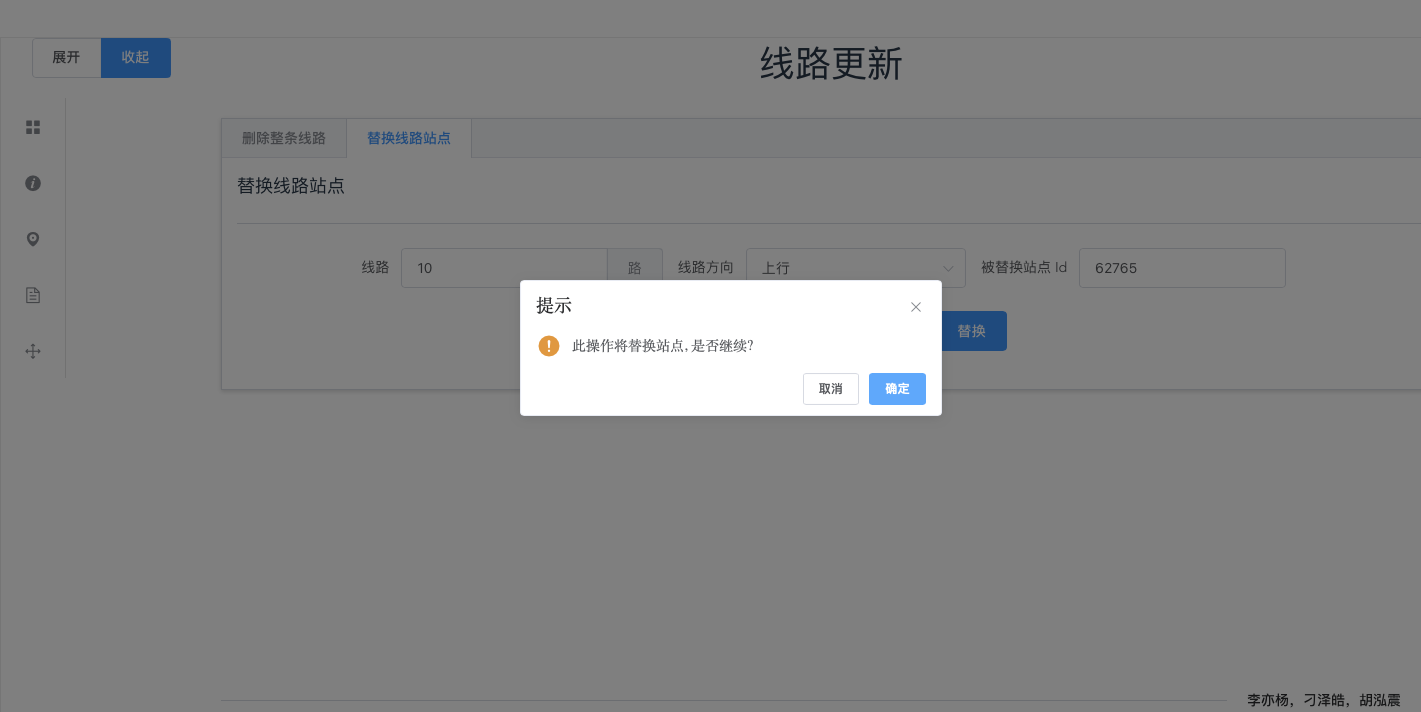 展开 收起
线路更新
删除整条线路 替换线路站点
替换线路站点
线路 10 路 线路方向 上行 被替换站点 Id 62765
替换
提示
此操作将替换站点, 是否继续?
取消 确定
李亦杨，刁泽皓，胡泓震